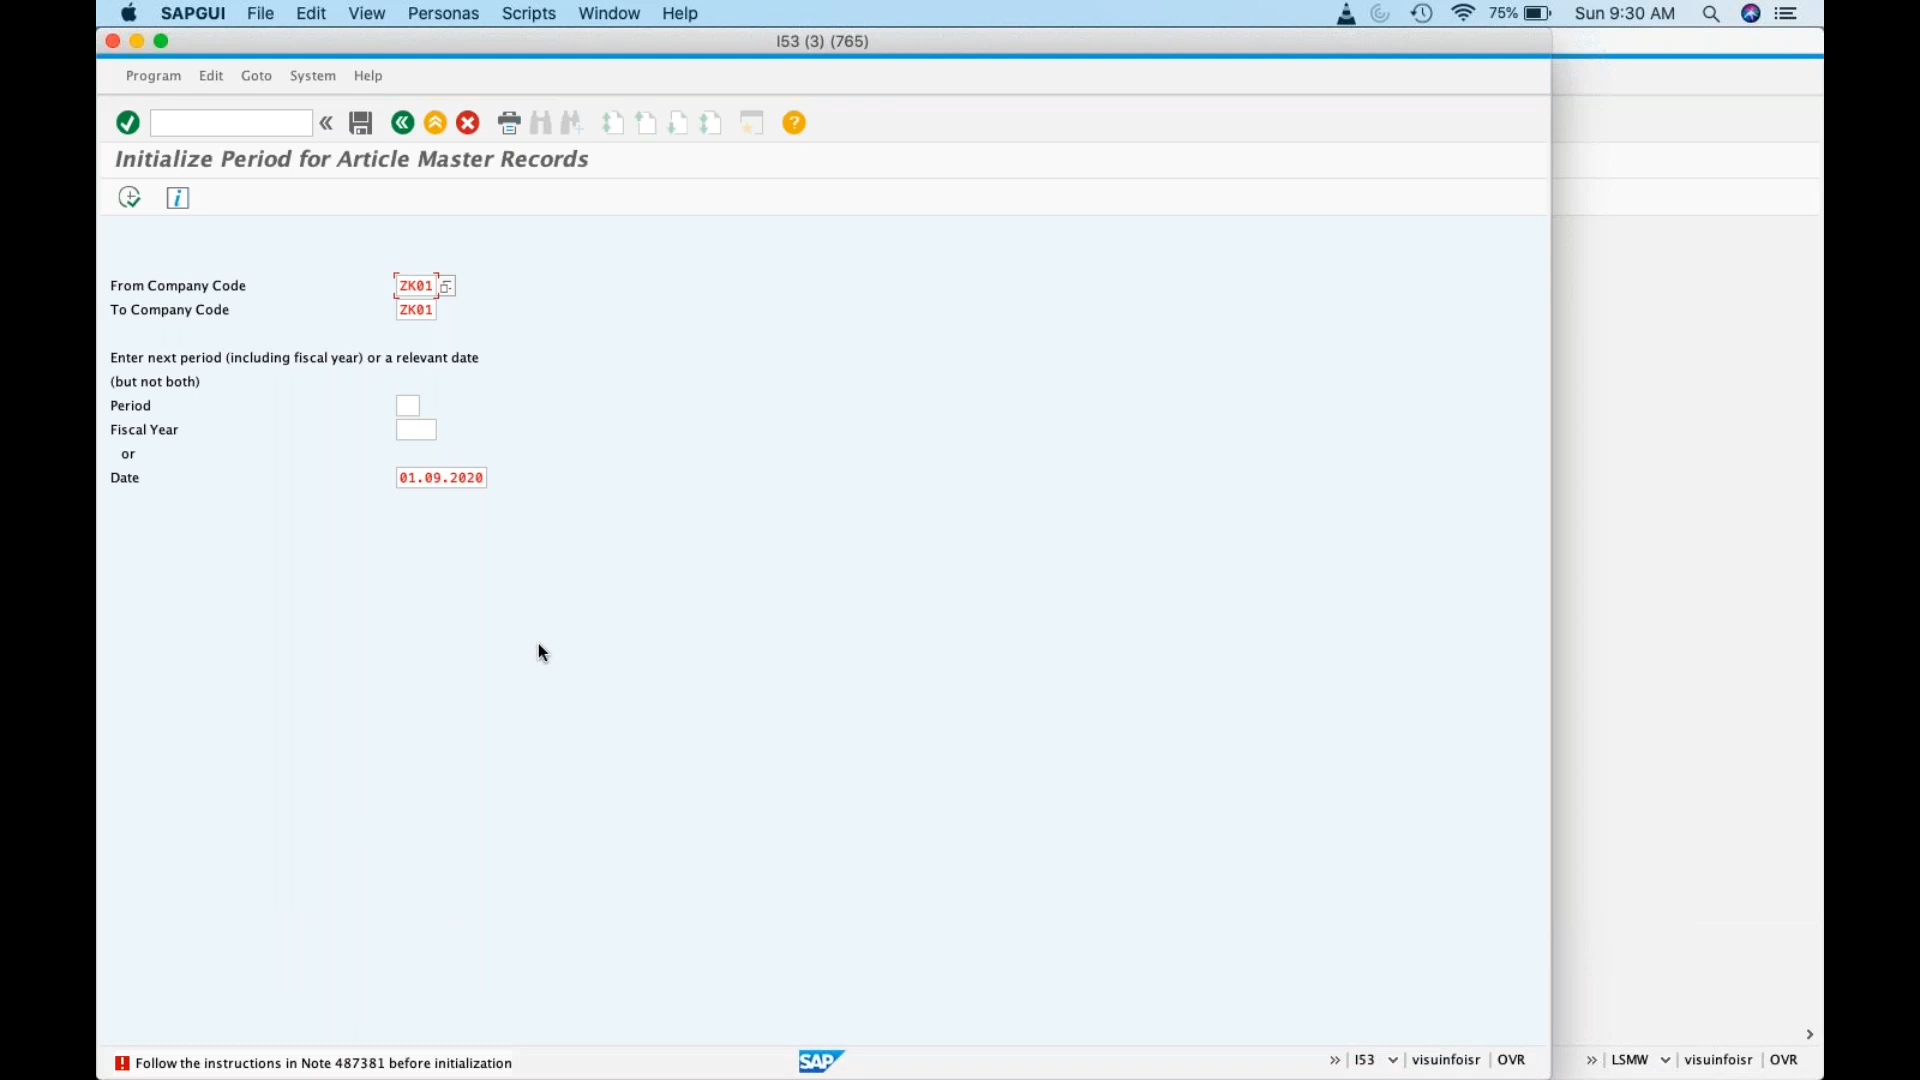 SAPGUI File Edit View Personas Scripts Window Help 75% Sun 9:30 AM
I53 (3) (765)
Program Edit Goto System Help
Initialize Period for Article Master Records
From Company Code ZK01
To Company Code ZK01
Enter next period (including fiscal year) or a relevant date
(but not both)
Period
Fiscal Year
or
Date 01.09.2020
Follow the instructions in Note 487381 before initialization SAP I53 visuinfoisr OVR LSMW visuinfoisr OVR